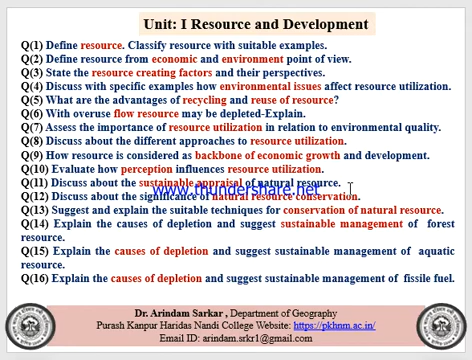 Unit: I Resource and Development
Q(1) Define resource. Classify resource with suitable examples.
Q(2) Define resource from economic and environment point of view.
Q(3) State the resource creating factors and their perspectives.
Q(4) Discuss with specific examples how environmental issues affect resource utilization.
Q(5) What are the advantages of recycling and reuse of resource?
Q(6) With overuse flow resource may be depleted-Explain.
Q(7) Assess the importance of resource utilization in relation to environmental quality.
Q(8) Discuss about the different approaches to resource utilization.
Q(9) How resource is considered as backbone of economic growth and development.
Q(10) Evaluate how perception influences resource utilization.
Q(11) Discuss about the sustainable appraisal of natural resource.
www.thundershare.net
Q(12) Discuss about the significance of natural resource conservation.
Q(13) Suggest and explain the suitable techniques for conservation of natural resource.
Q(14) Explain the causes of depletion and suggest sustainable management of forest
resource.
Q(15) Explain the causes of depletion and suggest sustainable management of aquatic
resource.
Q(16) Explain the causes of depletion and suggest sustainable management of fissile fuel.
Dr. Arindam Sarkar , Department of Geography
Purash Kanpur Haridas Nandi College Website: https://pkhnm.ac.in/
Email ID: arindam.srkr1@gmail.com